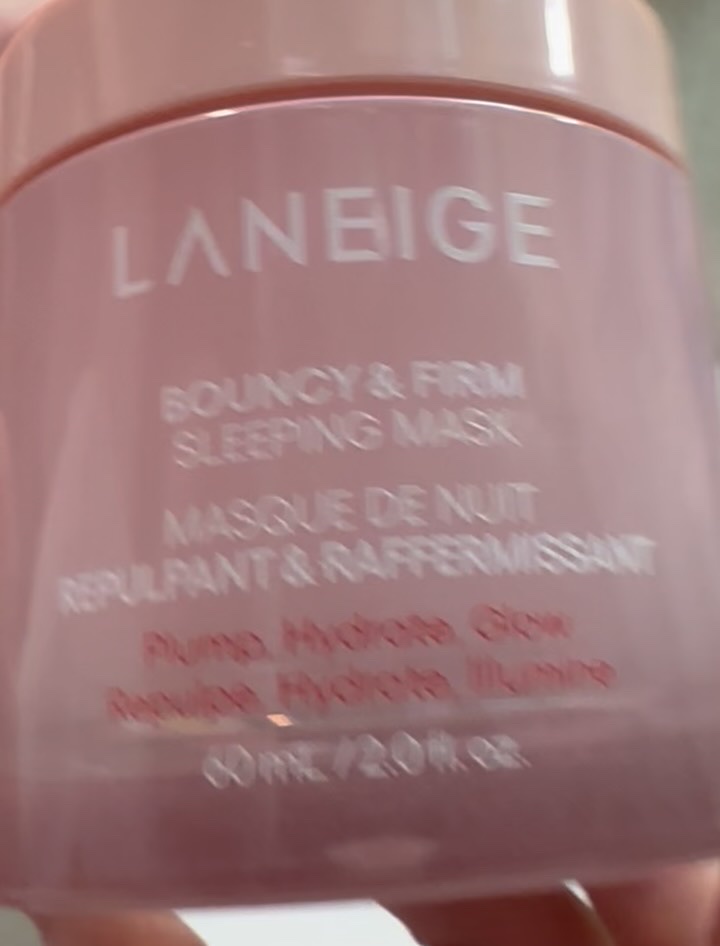 LANEIGE
BOUNCY & FIRM
SLEEPING MASK
MASQUE DE NUIT
REPULPANT & RAFFERMISSANT
Plump, Hydrate, Glow
Repulpe, Hydrate, Illumine
60 mL / 2.0 fl. oz.